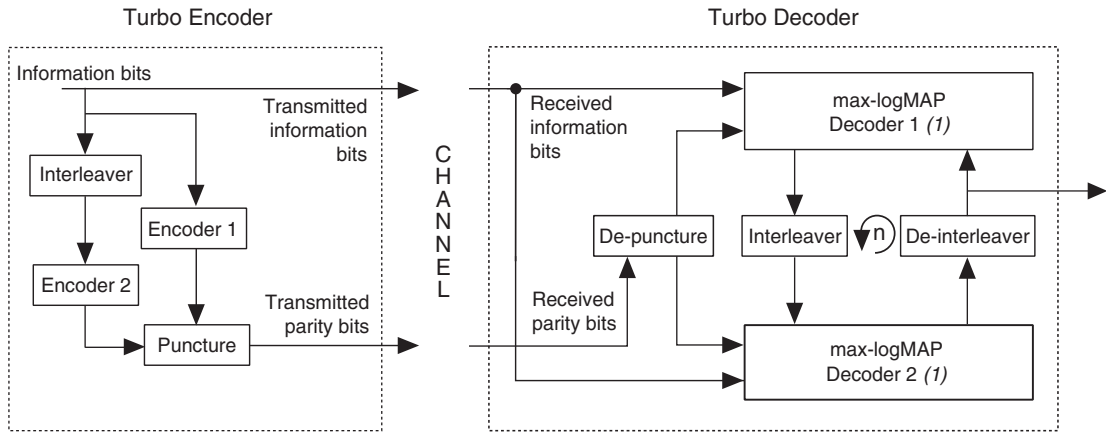 Turbo Encoder
Turbo Decoder
Information bits
Transmitted
information
bits
Interleaver
Encoder 1
Encoder 2
Transmitted
parity bits
Puncture
CHANNEL
Received
information
bits
max-logMAP
Decoder 1 (1)
De-puncture
Interleaver
n
De-interleaver
Received
parity bits
max-logMAP
Decoder 2 (1)